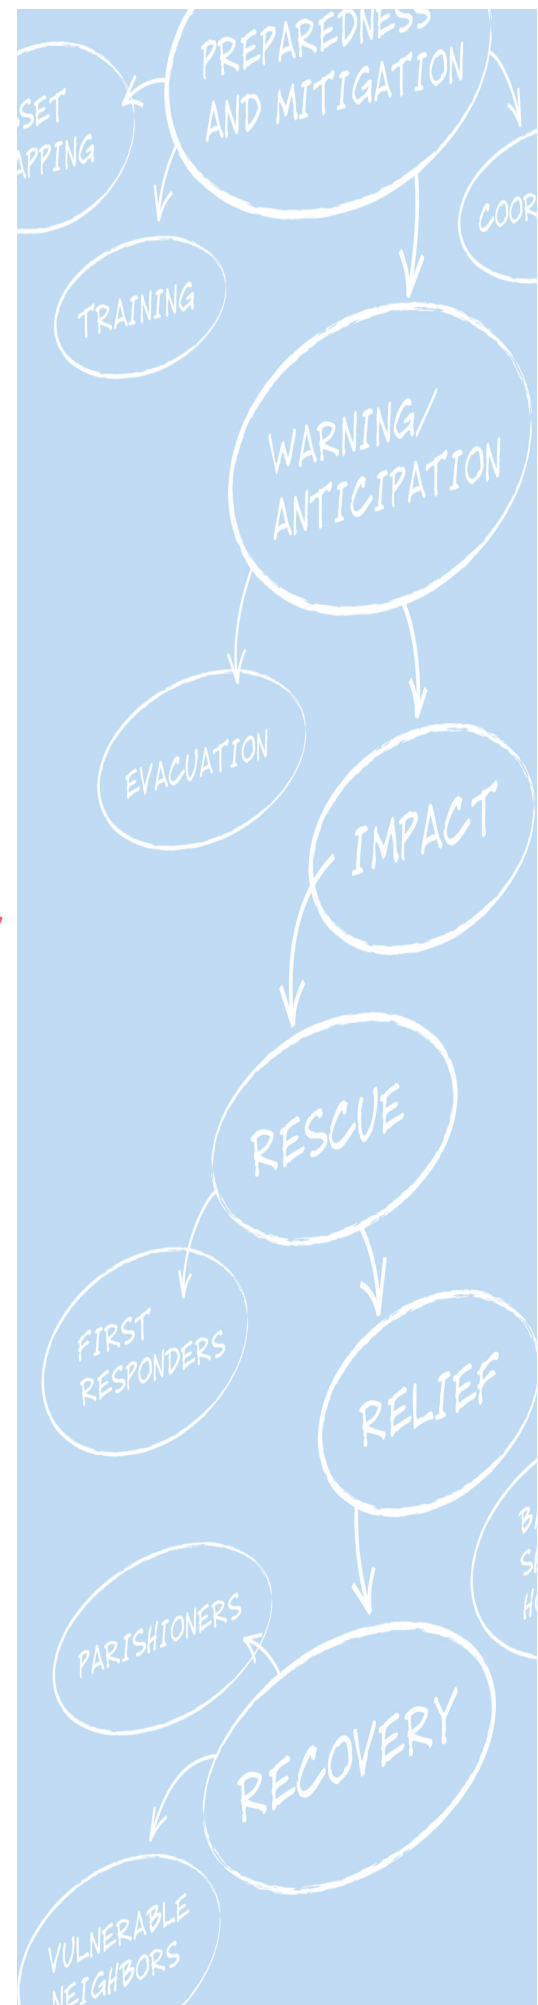 PREPAREDNESS
AND MITIGATION
TRAINING
WARNING/
ANTICIPATION
EVACUATION
IMPACT
RESCUE
FIRST
RESPONDERS
RELIEF
PARISHIONERS
RECOVERY
VULNERABLE
NEIGHBORS